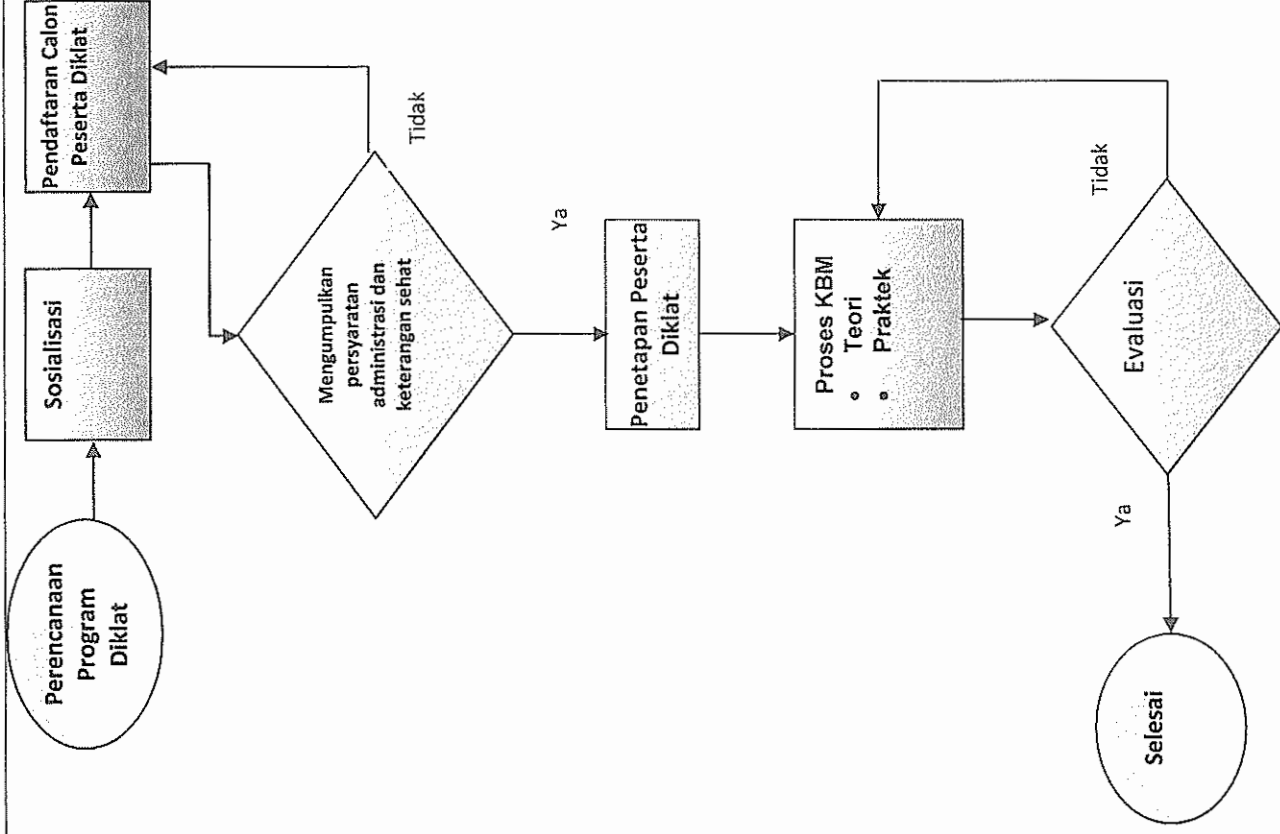 Perencanaan
Program
Diklat
Sosialisasi
Pendaftaran Calon
Peserta Diklat
Mengumpulkan
persyaratan
administrasi dan
keterangan sehat
Tidak
Ya
Penetapan Peserta
Diklat
Proses KBM
• Teori
• Praktek
Evaluasi
Tidak
Ya
Selesai